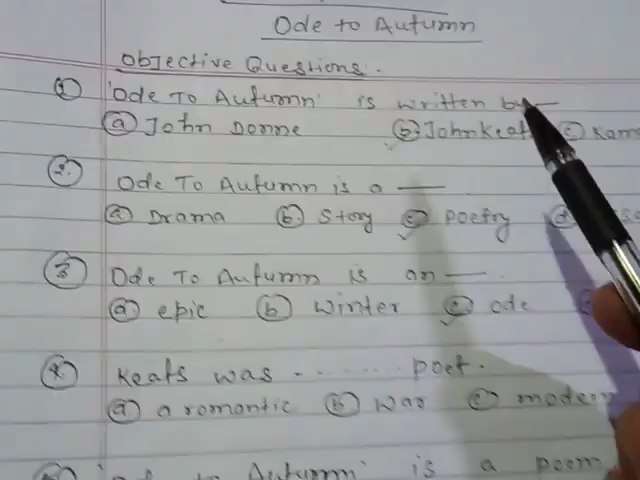 Ode to Autumn
Objective Questions.
① 'Ode To Autumn' is written by—
ⓐ John Donne ⓑ John Keats ⓒ Kam
②. Ode To Autumn is a —
ⓐ Drama ⓑ Story ⓒ Poetry ⓓ
③ Ode To Autumn is an —.
ⓐ epic ⓑ winter ⓒ ode
④. Keats was ........ poet.
ⓐ a romantic ⓑ war ⓒ modern
Autumn' is a poem